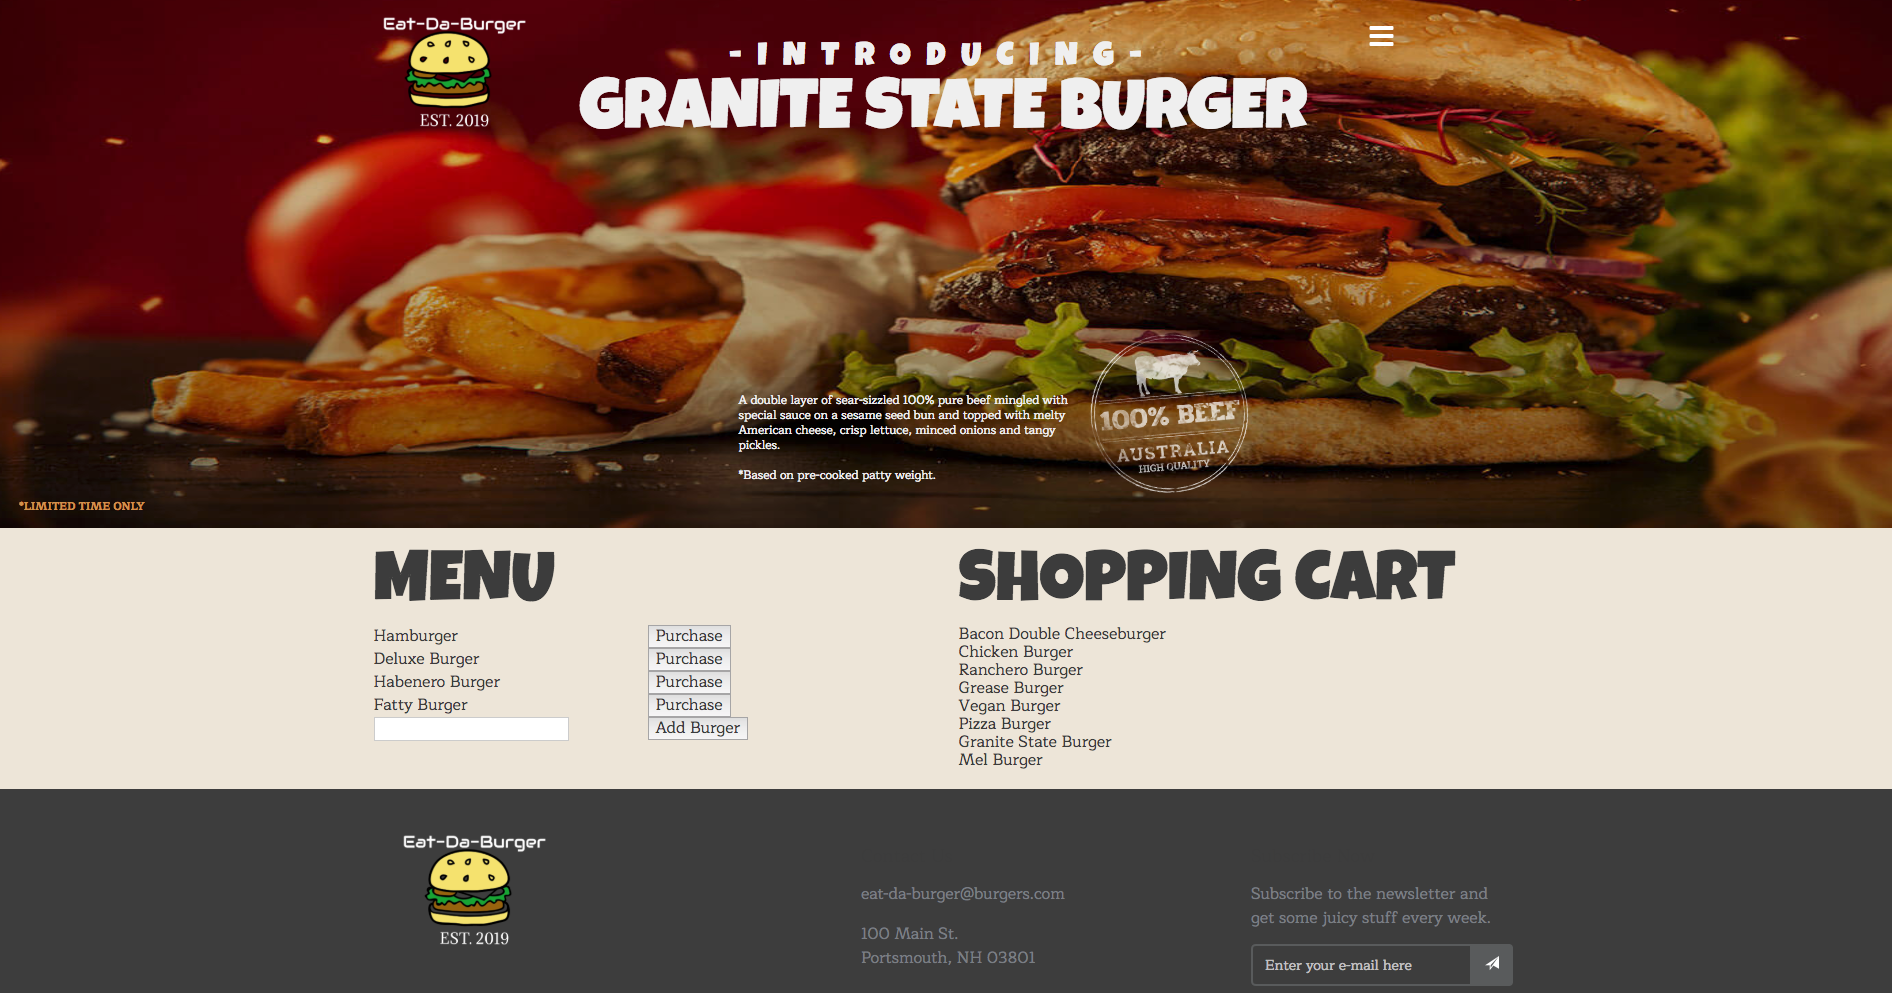 Eat-Da-Burger
EST. 2019
-INTRODUCING-
GRANITE STATE BURGER
A double layer of sear-sizzled 100% pure beef mingled with
special sauce on a sesame seed bun and topped with melty
American cheese, crisp lettuce, minced onions and tangy
pickles.
*Based on pre-cooked patty weight.
100% BEEF
AUSTRALIA
HIGH QUALITY
*LIMITED TIME ONLY
MENU
Hamburger Purchase
Deluxe Burger Purchase
Habenero Burger Purchase
Fatty Burger Purchase
Add Burger
SHOPPING CART
Bacon Double Cheeseburger
Chicken Burger
Ranchero Burger
Grease Burger
Vegan Burger
Pizza Burger
Granite State Burger
Mel Burger
Eat-Da-Burger
EST. 2019
eat-da-burger@burgers.com
100 Main St.
Portsmouth, NH 03801
Subscribe to the newsletter and
get some juicy stuff every week.
Enter your e-mail here